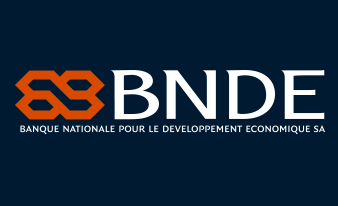 BNDE
BANQUE NATIONALE POUR LE DEVELOPPEMENT ECONOMIQUE SA